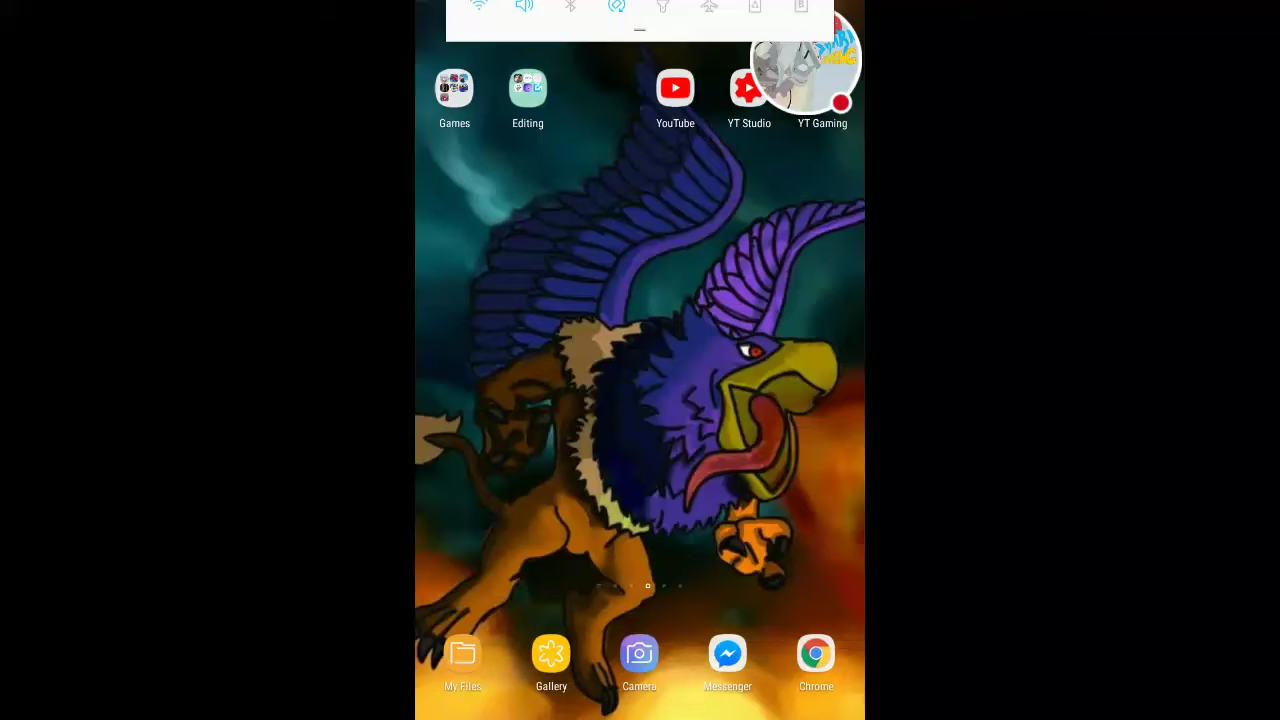 Games
Editing
YouTube
YT Studio
YT Gaming
My Files
Gallery
Camera
Messenger
Chrome